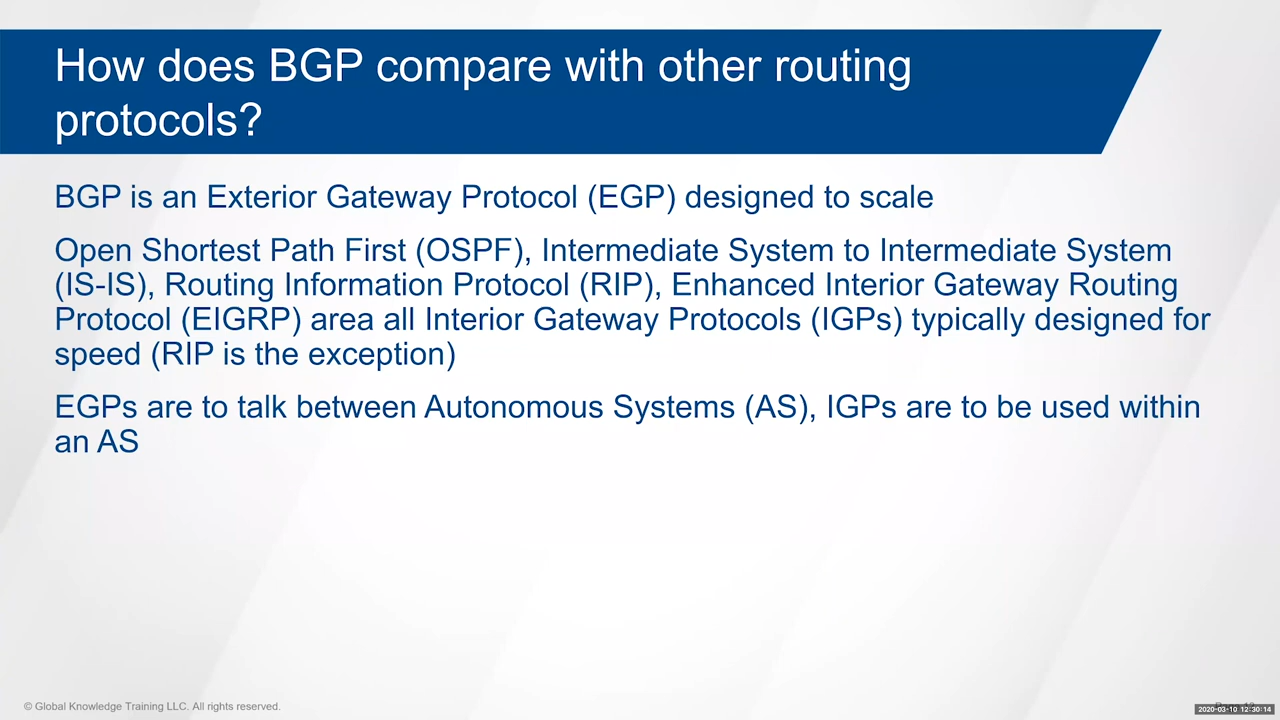 How does BGP compare with other routing
protocols?
BGP is an Exterior Gateway Protocol (EGP) designed to scale
Open Shortest Path First (OSPF), Intermediate System to Intermediate System
(IS-IS), Routing Information Protocol (RIP), Enhanced Interior Gateway Routing
Protocol (EIGRP) area all Interior Gateway Protocols (IGPs) typically designed for
speed (RIP is the exception)
EGPs are to talk between Autonomous Systems (AS), IGPs are to be used within
an AS
© Global Knowledge Training LLC. All rights reserved.
2020-03-10 12:30:14